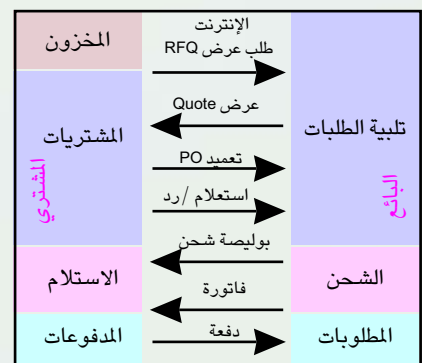 المخزون
المشتريات
المشتري
الاستلام
المدفوعات
الإنترنت
طلب عرض RFQ
عرض Quote
تعميد PO
استعلام / رد
بوليصة شحن
فاتورة
دفعة
تلبية الطلبات
البائع
الشحن
المطلوبات